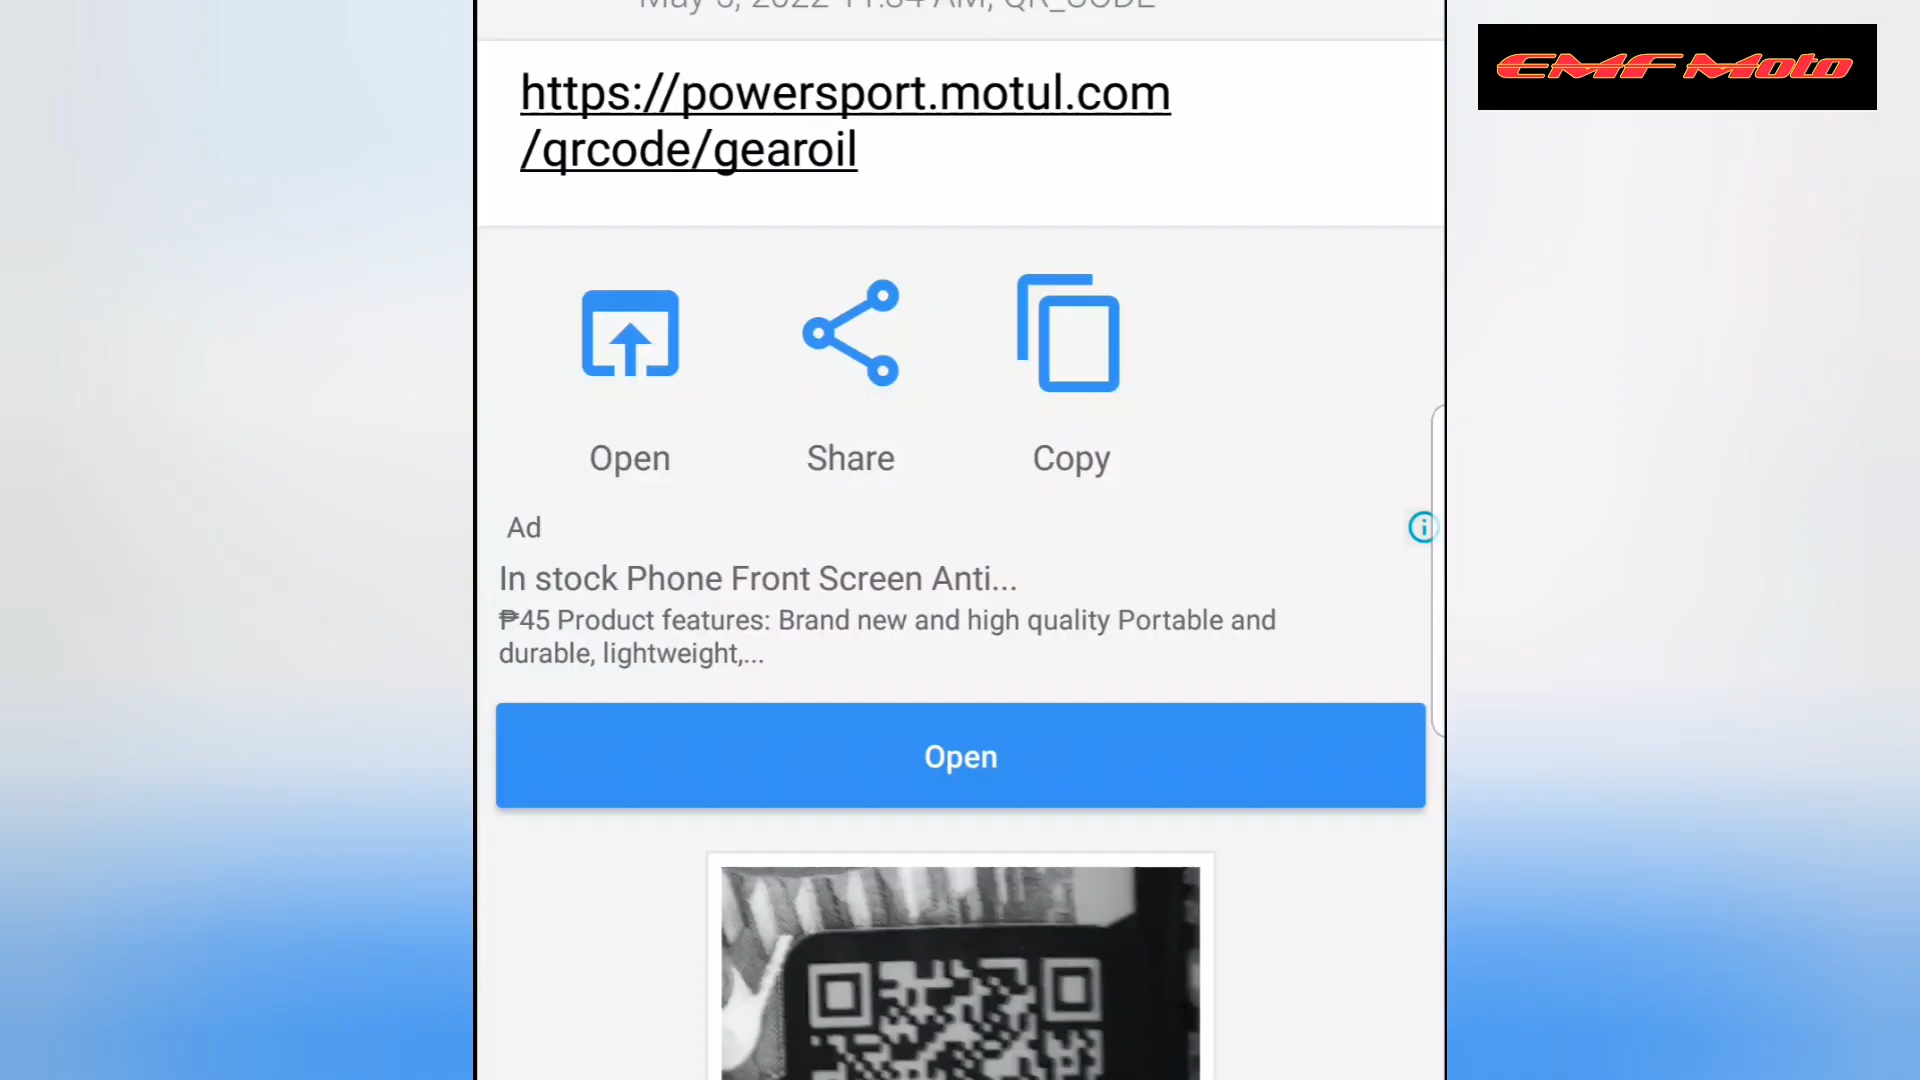 May 3, 2022 11:34 AM, QR_CODE
EMF Moto
https://powersport.motul.com
/qrcode/gearoil
Open
Share
Copy
Ad
In stock Phone Front Screen Anti...
₱45 Product features: Brand new and high quality Portable and
durable, lightweight,...
Open